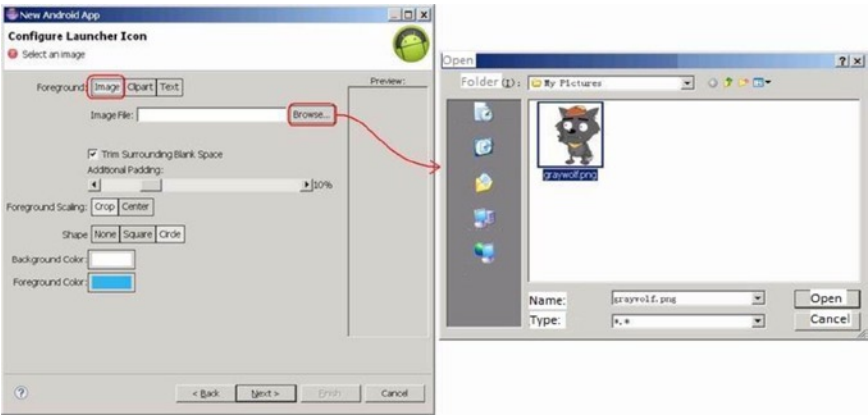 New Android App
Configure Launcher Icon
Select an image
Foreground: Image Clipart Text
Preview:
Image File: Browse...
Trim Surrounding Blank Space
Additional Padding:
10%
Foreground Scaling: Crop Center
Shape None Square Circle
Background Color:
Foreground Color:
? < Back Next > Finish Cancel
Open
Folder (I): My Pictures
graywolf.png
Name: grayvolf.png Open
Type: *.* Cancel